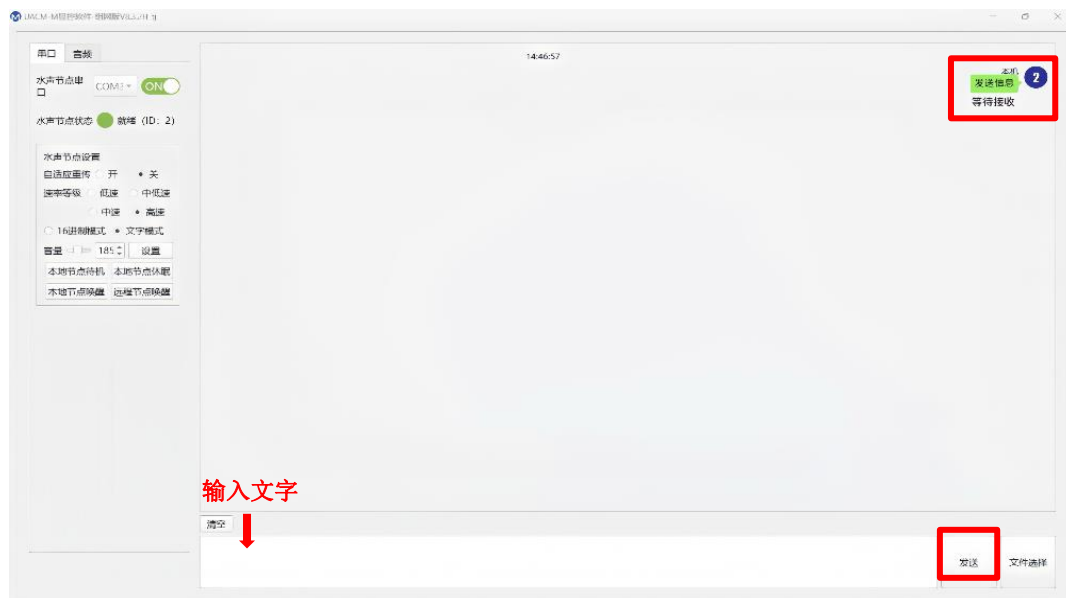 串口 音频
14:46:57
水声节点串
口
ON
本机
2
发送信息
等待接收
水声节点状态 就绪 (ID: 2)
水声节点设置
自适应重传 开 关
速率等级 低速 中低速
中速 高速
16进制模式 文字模式
音量 185 设置
本地节点待机 本地节点休眠
本地节点唤醒 远程节点唤醒
输入文字
清空
发送 文件选择